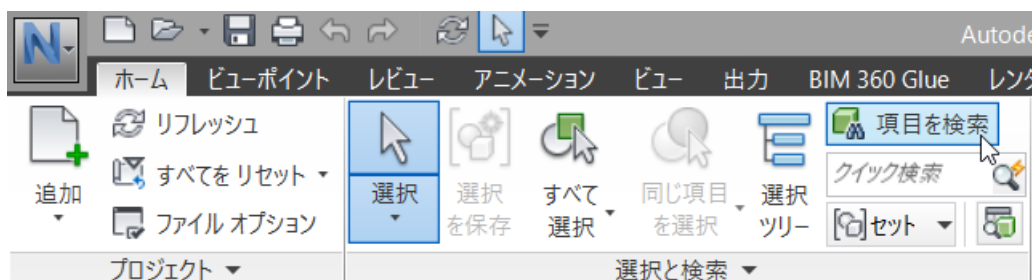 Autode
ホーム ビューポイント レビュー アニメーション ビュー 出力 BIM 360 Glue レンタ
追加
リフレッシュ
すべてを リセット
ファイル オプション
プロジェクト
選択
選択
を保存
すべて
選択
同じ項目
を選択
選択
ツリー
項目を検索
クイック検索
セット
選択と検索